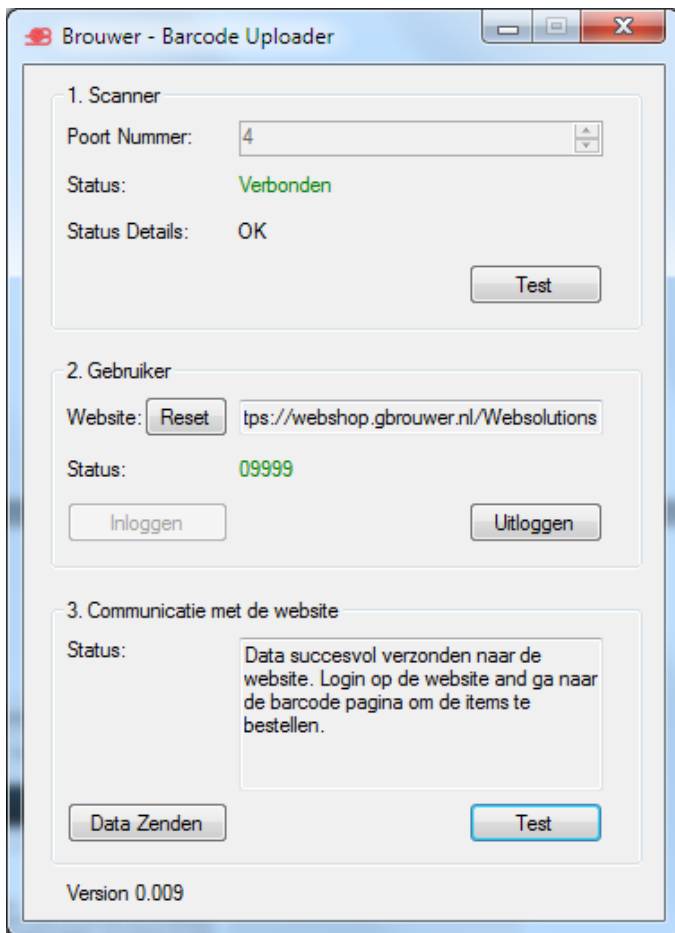 Brouwer - Barcode Uploader
1. Scanner
Poort Nummer: 4
Status: Verbonden
Status Details: OK
Test
2. Gebruiker
Website: Reset tps://webshop.gbrouwer.nl/Websolutions
Status: 09999
Inloggen Uitloggen
3. Communicatie met de website
Status: Data succesvol verzonden naar de
website. Login op de website and ga naar
de barcode pagina om de items te
bestellen.
Data Zenden Test
Version 0.009